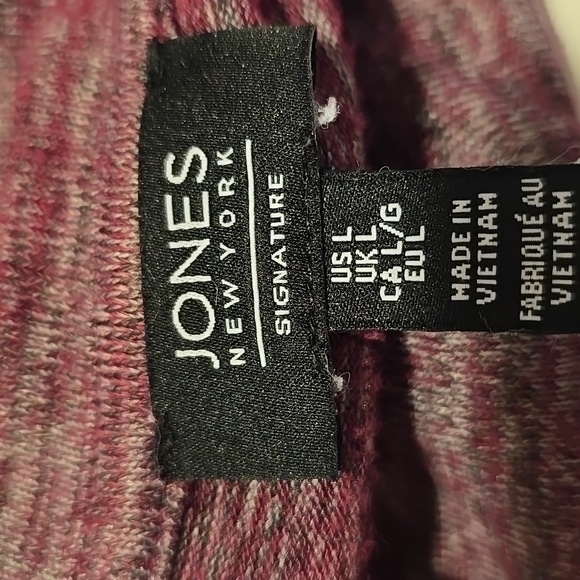 JONES
NEW YORK
SIGNATURE
US L
UK L
CA L/G
EU L
MADE IN
VIETNAM
FABRIQUÉ AU
VIETNAM